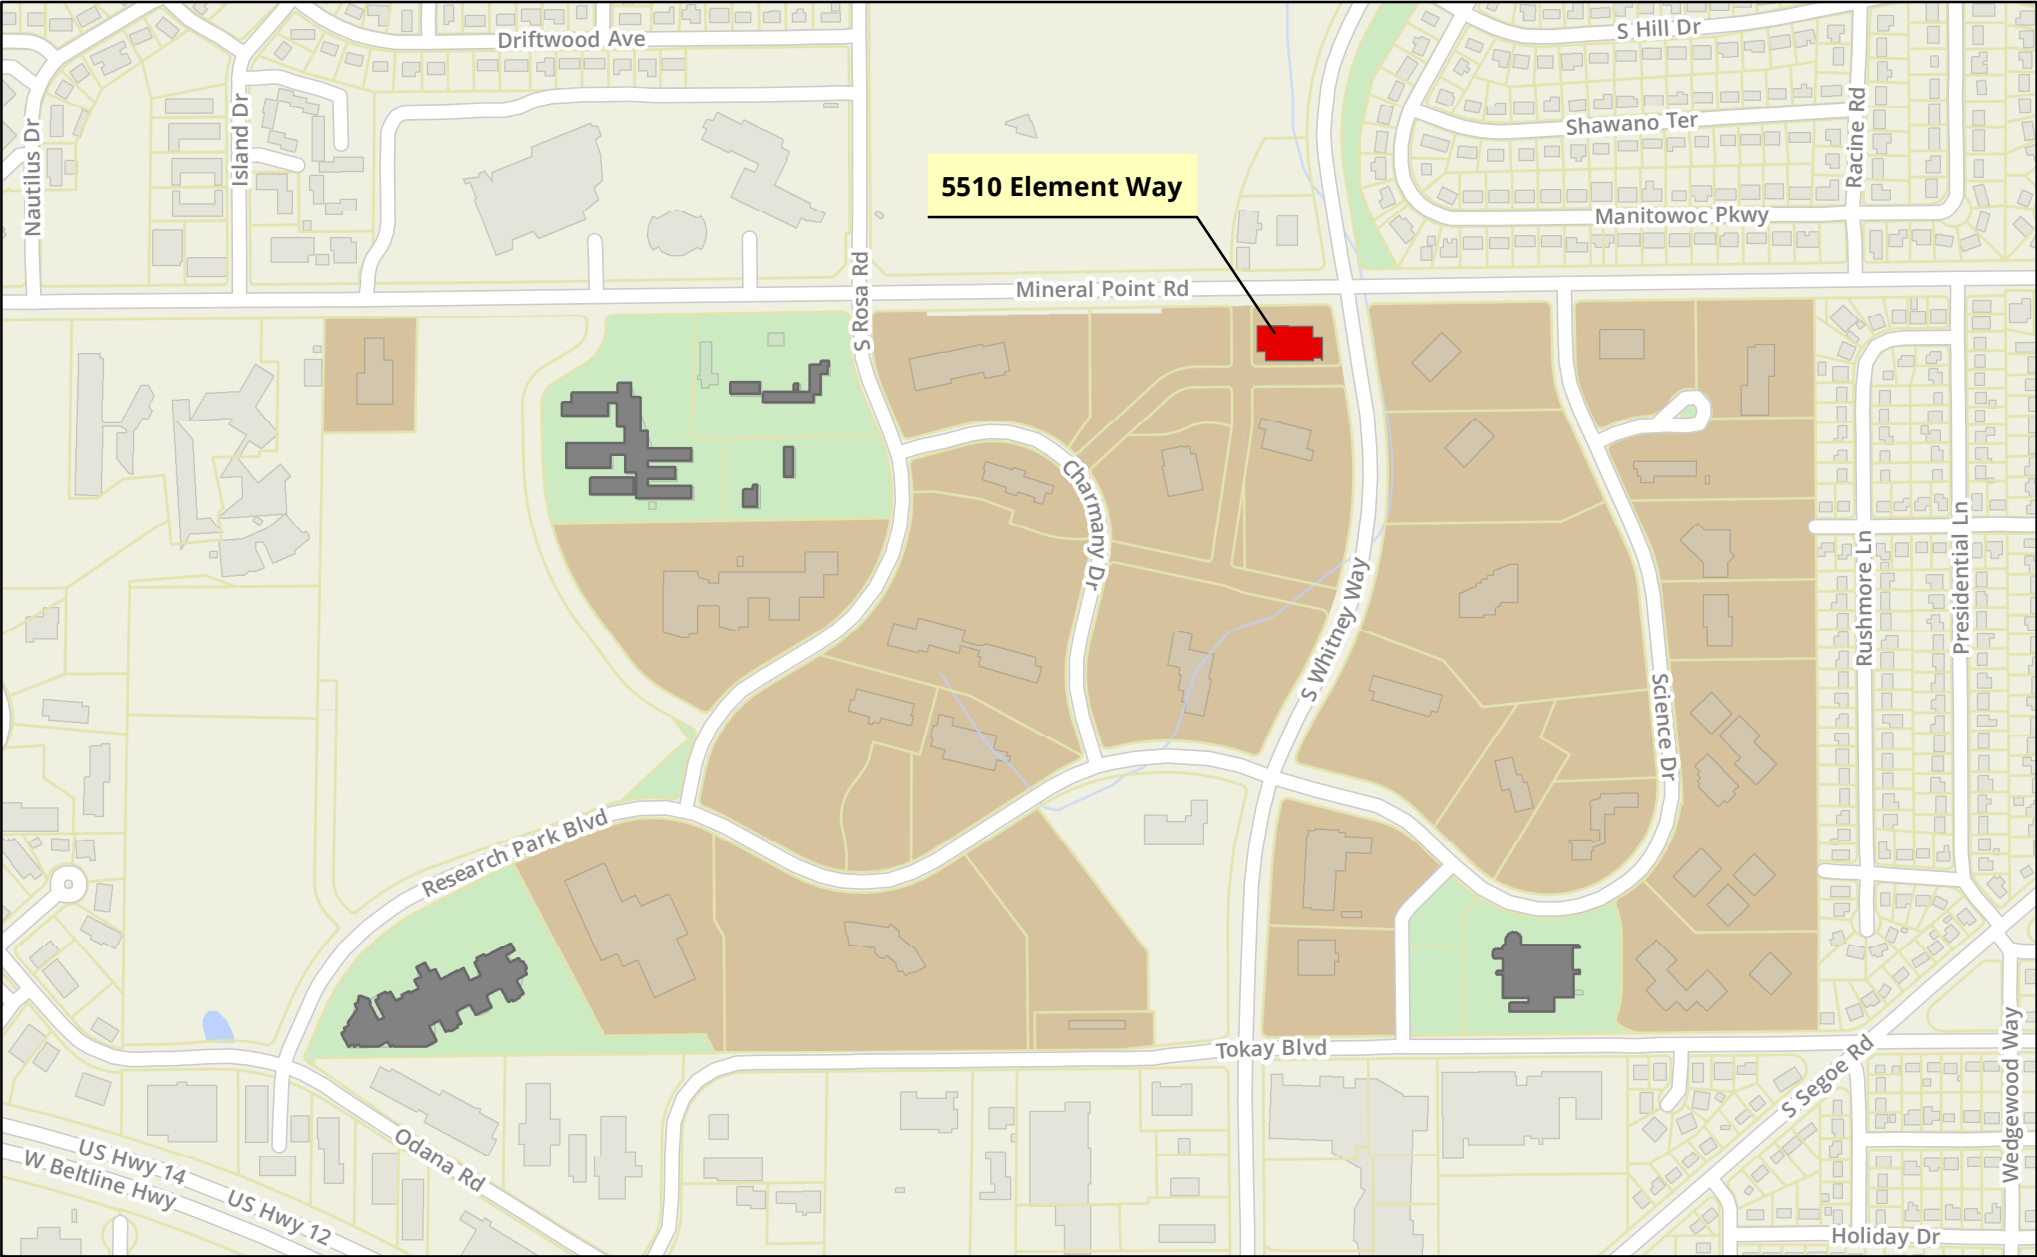 Driftwood Ave
S Hill Dr
Shawano Ter
Racine Rd
Nautilus Dr
Island Dr
5510 Element Way
Manitowoc Pkwy
S Rosa Rd
Mineral Point Rd
Charmany Dr
S Whitney Way
Rushmore Ln
Presidential Ln
Science Dr
Research Park Blvd
Tokay Blvd
S Segoe Rd
Wedgewood Way
US Hwy 14
W Beltline Hwy
US Hwy 12
Odana Rd
Holiday Dr